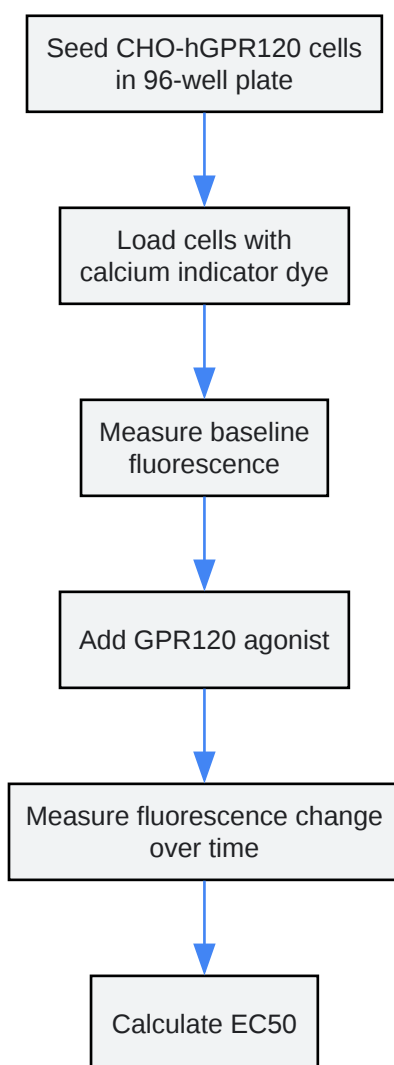 Seed CHO-hGPR120 cells
in 96-well plate
Load cells with
calcium indicator dye
Measure baseline
fluorescence
Add GPR120 agonist
Measure fluorescence change
over time
Calculate EC50